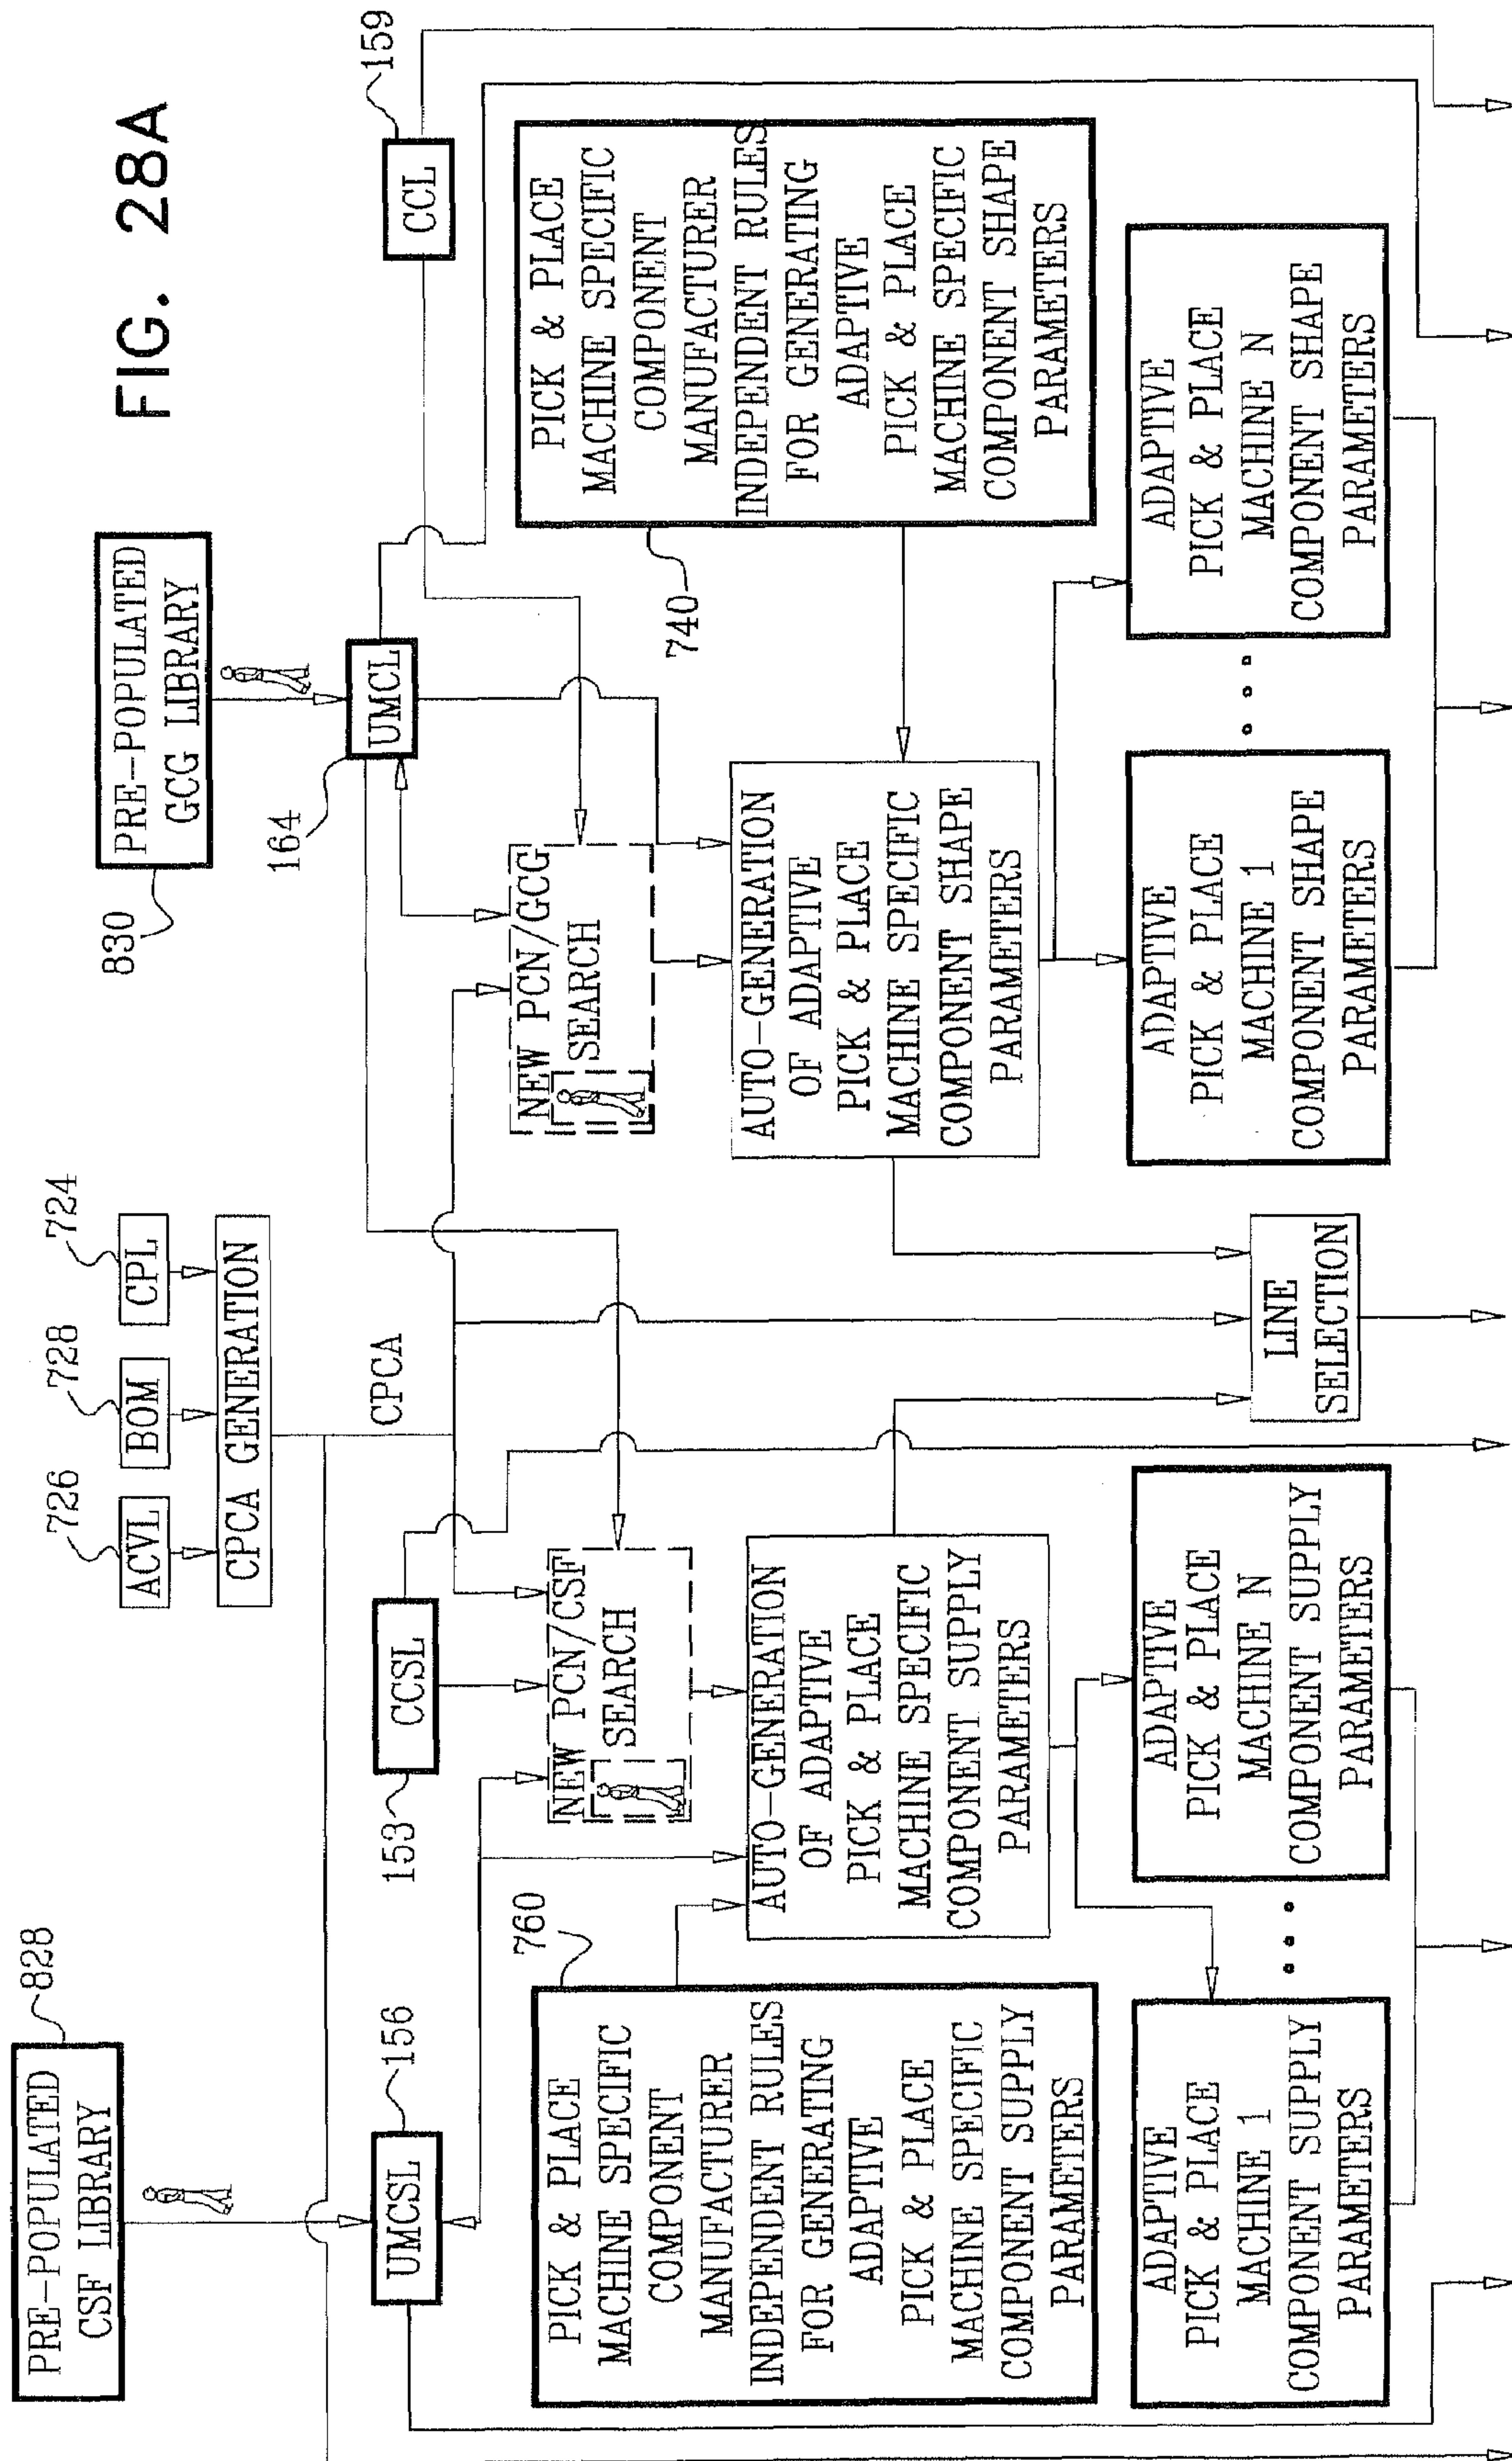 FIG. 28A
PRE-POPULATED
CSF LIBRARY
828
UMCSL
156
726
ACVL
728
BOM
724
CPL
CPCA GENERATION
CPCA
PRE-POPULATED
GCG LIBRARY
830
164
UMCL
CCL
159
CCSL
153
NEW PCN/CSF
SEARCH
NEW PCN/GCG
SEARCH
760
PICK & PLACE
MACHINE SPECIFIC
COMPONENT
MANUFACTURER
INDEPENDENT RULES
FOR GENERATING
ADAPTIVE
PICK & PLACE
MACHINE SPECIFIC
COMPONENT SUPPLY
PARAMETERS
AUTO-GENERATION
OF ADAPTIVE
PICK & PLACE
MACHINE SPECIFIC
COMPONENT SUPPLY
PARAMETERS
AUTO-GENERATION
OF ADAPTIVE
PICK & PLACE
MACHINE SPECIFIC
COMPONENT SHAPE
PARAMETERS
740
PICK & PLACE
MACHINE SPECIFIC
COMPONENT
MANUFACTURER
INDEPENDENT RULES
FOR GENERATING
ADAPTIVE
PICK & PLACE
MACHINE SPECIFIC
COMPONENT SHAPE
PARAMETERS
ADAPTIVE
PICK & PLACE
MACHINE 1
COMPONENT SUPPLY
PARAMETERS
ADAPTIVE
PICK & PLACE
MACHINE N
COMPONENT SUPPLY
PARAMETERS
LINE
SELECTION
ADAPTIVE
PICK & PLACE
MACHINE 1
COMPONENT SHAPE
PARAMETERS
ADAPTIVE
PICK & PLACE
MACHINE N
COMPONENT SHAPE
PARAMETERS